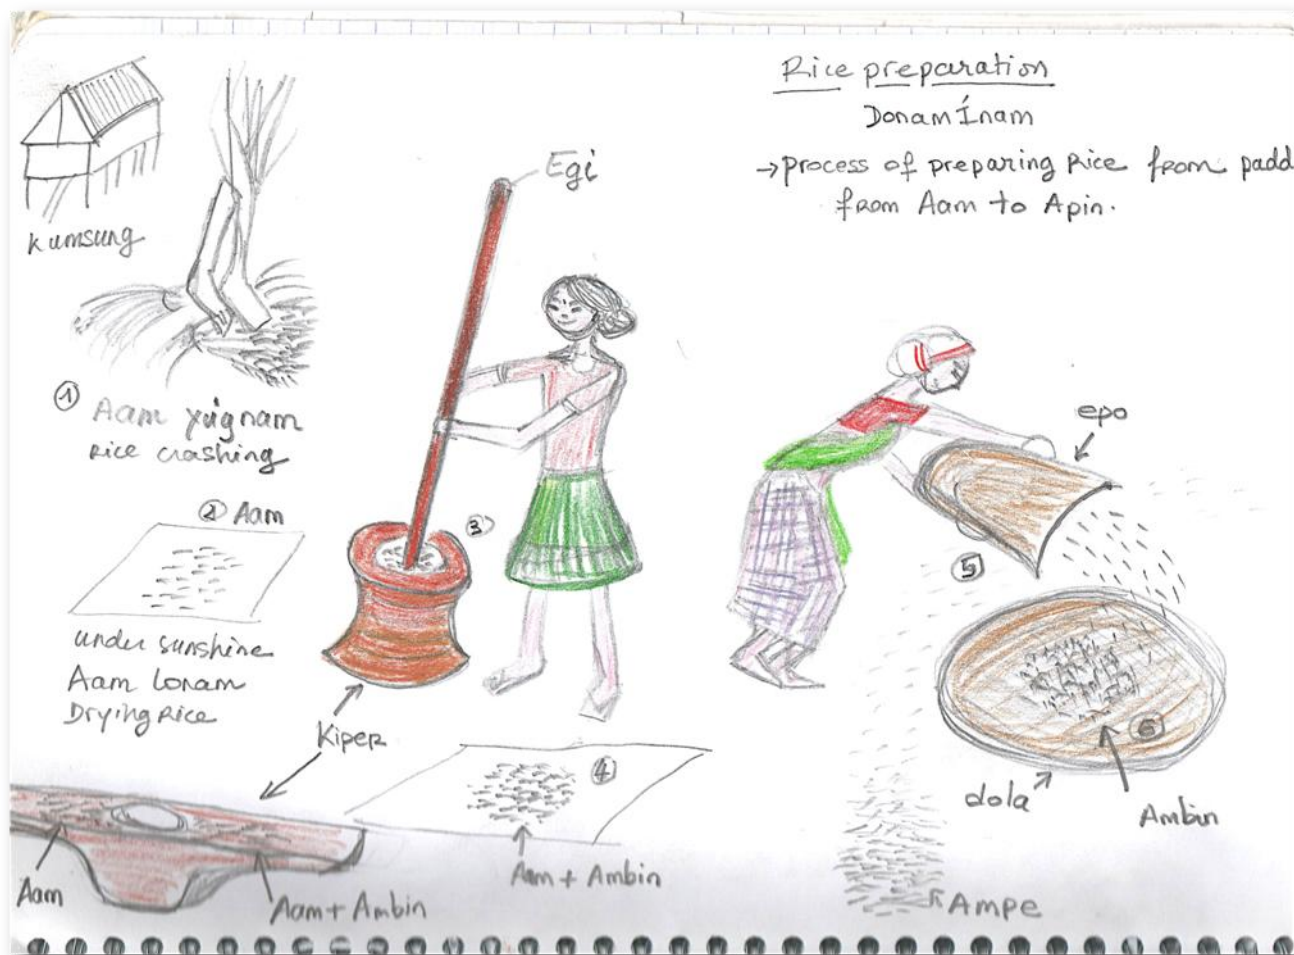 Rice preparation
Donam Ínam
→ process of preparing Rice from padd
from Aam to Apin.
Kumsung
① Aam yùgnam
Rice crashing
② Aam
under sunshine
Aam Lonam
Drying Rice
Egi
③
Kiper
Aam
Aam + Ambin
④
Aam + Ambin
epo
⑤
⑥
dola
Ambin
Ampe